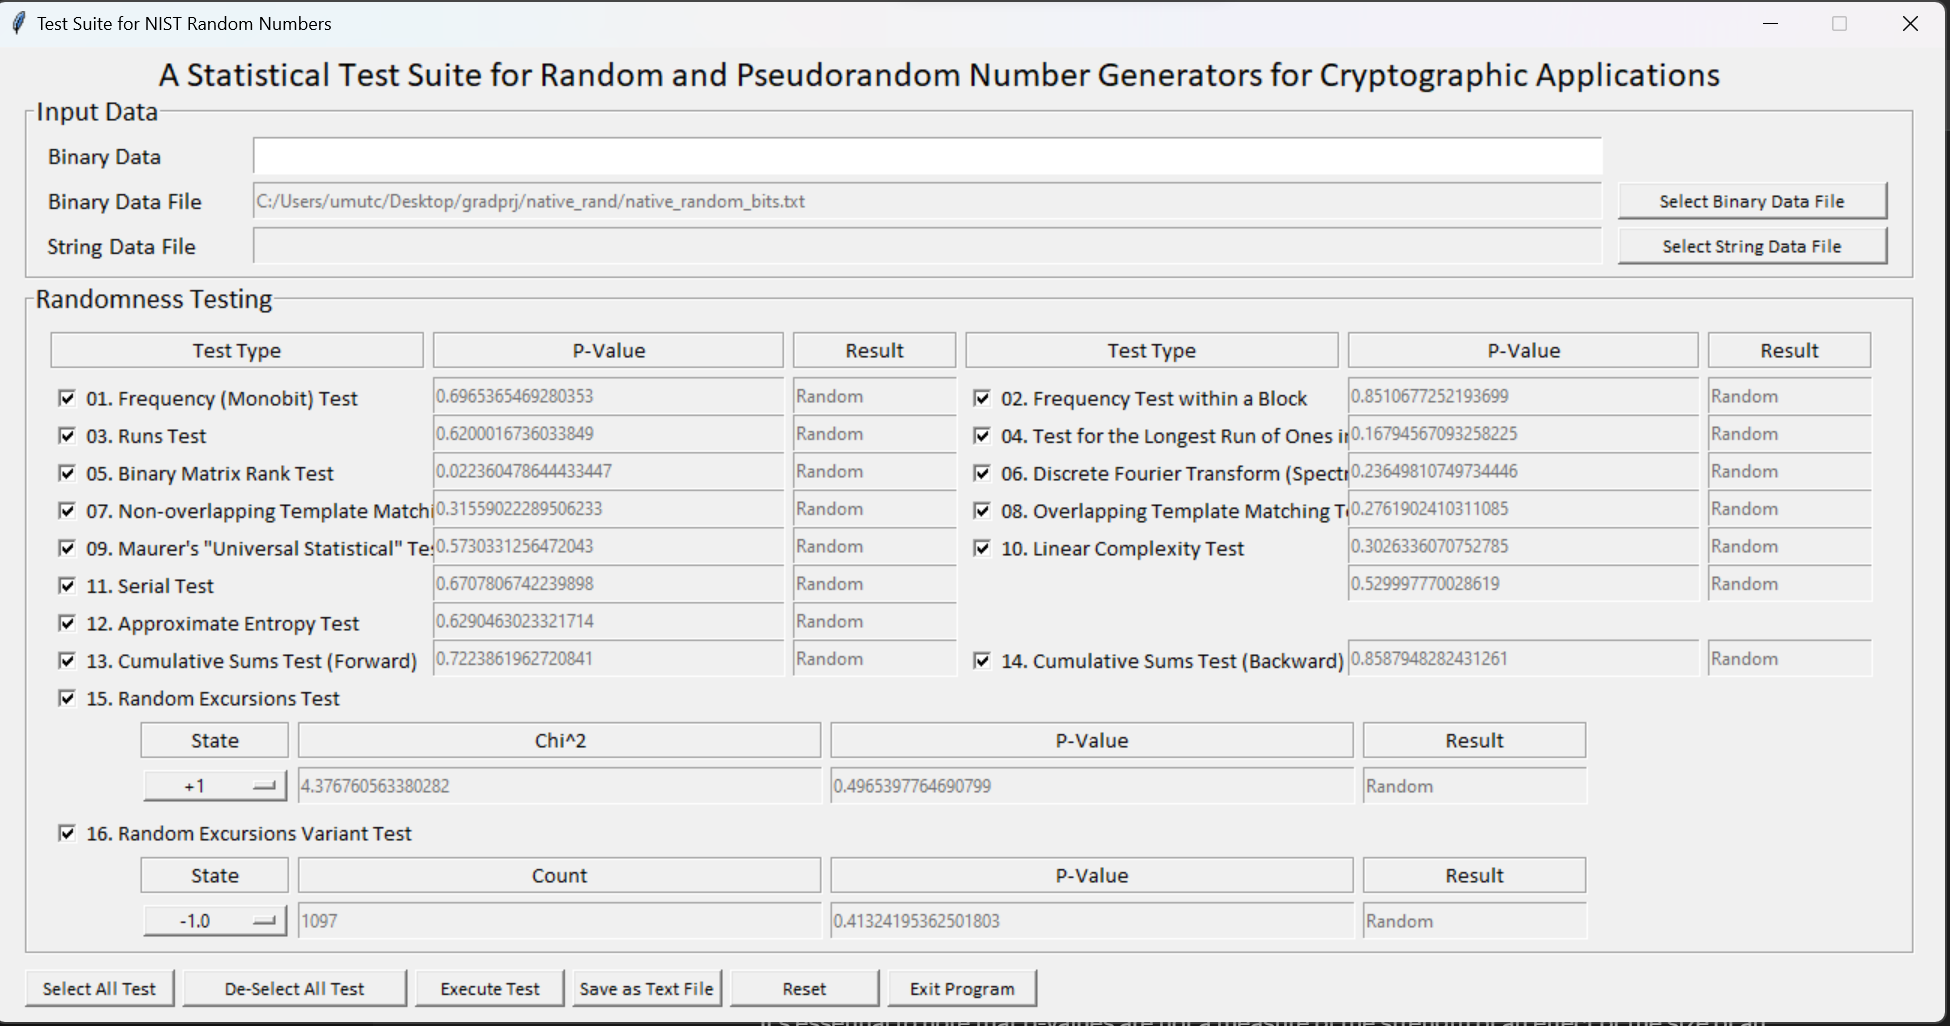 Test Suite for NIST Random Numbers
A Statistical Test Suite for Random and Pseudorandom Number Generators for Cryptographic Applications
Input Data
Binary Data
Binary Data File C:/Users/umutc/Desktop/gradprj/native_rand/native_random_bits.txt Select Binary Data File
String Data File Select String Data File
Randomness Testing
Test Type P-Value Result Test Type P-Value Result
01. Frequency (Monobit) Test 0.6965365469280353 Random 02. Frequency Test within a Block 0.8510677252193699 Random
03. Runs Test 0.6200016736033849 Random 04. Test for the Longest Run of Ones in 0.16794567093258225 Random
05. Binary Matrix Rank Test 0.022360478644433447 Random 06. Discrete Fourier Transform (Spectr 0.23649810749734446 Random
07. Non-overlapping Template Matchi 0.31559022289506233 Random 08. Overlapping Template Matching Te 0.2761902410311085 Random
09. Maurer's "Universal Statistical" Tes 0.5730331256472043 Random 10. Linear Complexity Test 0.3026336070752785 Random
11. Serial Test 0.6707806742239898 Random 0.529997770028619 Random
12. Approximate Entropy Test 0.6290463023321714 Random
13. Cumulative Sums Test (Forward) 0.7223861962720841 Random 14. Cumulative Sums Test (Backward) 0.8587948282431261 Random
15. Random Excursions Test
State Chi^2 P-Value Result
+1 4.376760563380282 0.4965397764690799 Random
16. Random Excursions Variant Test
State Count P-Value Result
-1.0 1097 0.41324195362501803 Random
Select All Test De-Select All Test Execute Test Save as Text File Reset Exit Program